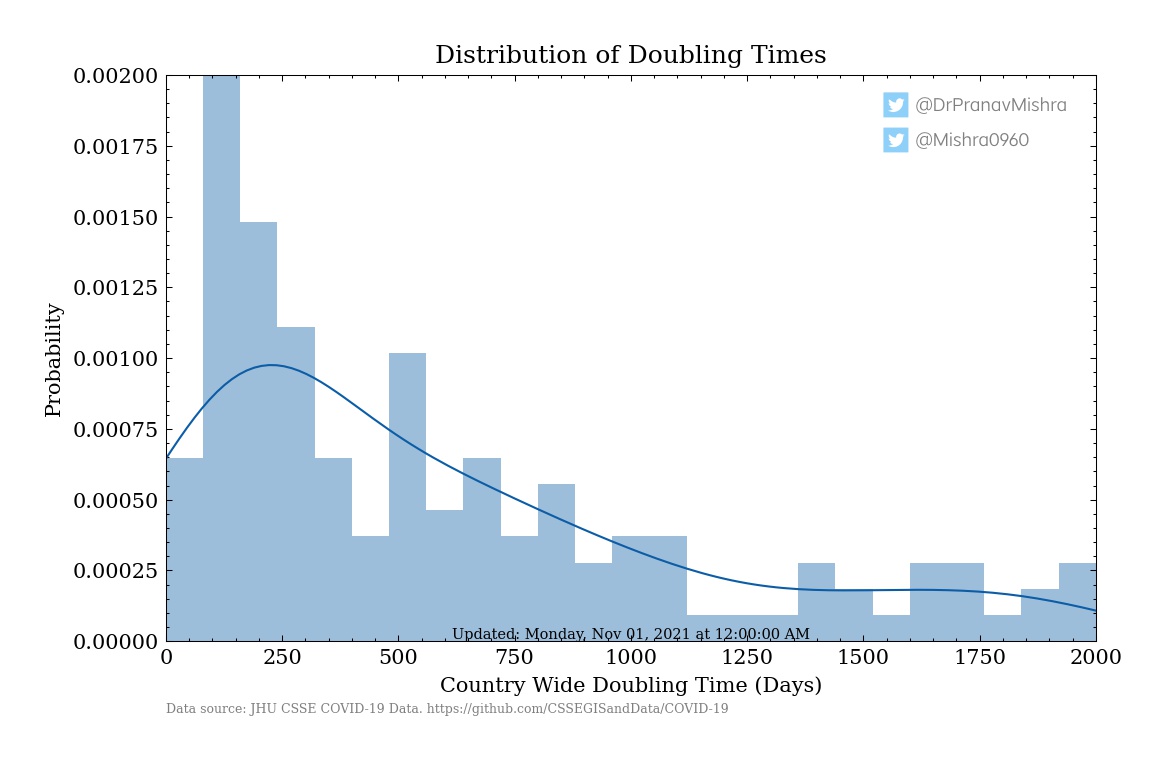 Distribution of Doubling Times
@DrPranavMishra
@Mishra0960
0.00200
0.00175
0.00150
0.00125
0.00100
0.00075
0.00050
0.00025
0.00000
Probability
Updated: Monday, Nov 01, 2021 at 12:00:00 AM
0 250 500 750 1000 1250 1500 1750 2000
Country Wide Doubling Time (Days)
Data source: JHU CSSE COVID-19 Data. https://github.com/CSSEGISandData/COVID-19